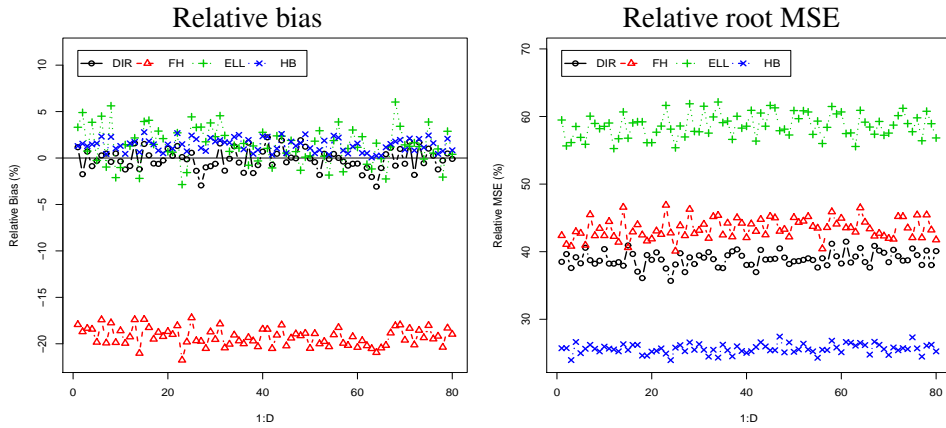 Relative bias
DIR FH ELL HB
Relative Bias (%)
10
5
0
−5
−10
−15
−20
0 20 40 60 80
1:D
Relative root MSE
DIR FH ELL HB
Relative MSE (%)
70
60
50
40
30
0 20 40 60 80
1:D